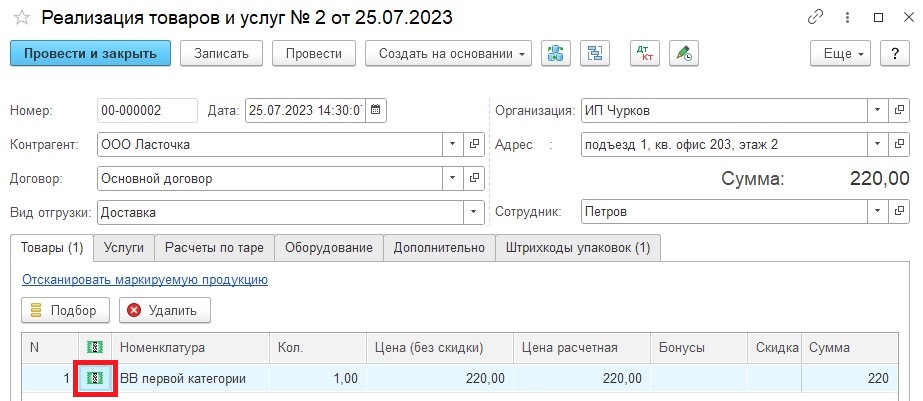 Реализация товаров и услуг № 2 от 25.07.2023
Провести и закрыть Записать Провести Создать на основании Дт Кт Еще ?
Номер: 00-000002 Дата: 25.07.2023 14:30:0 Организация: ИП Чурков
Контрагент: ООО Ласточка Адрес : подъезд 1, кв. офис 203, этаж 2
Договор: Основной договор Сумма: 220,00
Вид отгрузки: Доставка Сотрудник: Петров
Товары (1) Услуги Расчеты по таре Оборудование Дополнительно Штрихкоды упаковок (1)
Отсканировать маркируемую продукцию
Подбор Удалить
N Номенклатура Кол. Цена (без скидки) Цена расчетная Бонусы Скидка Сумма
1 ВВ первой категории 1,00 220,00 220,00 220